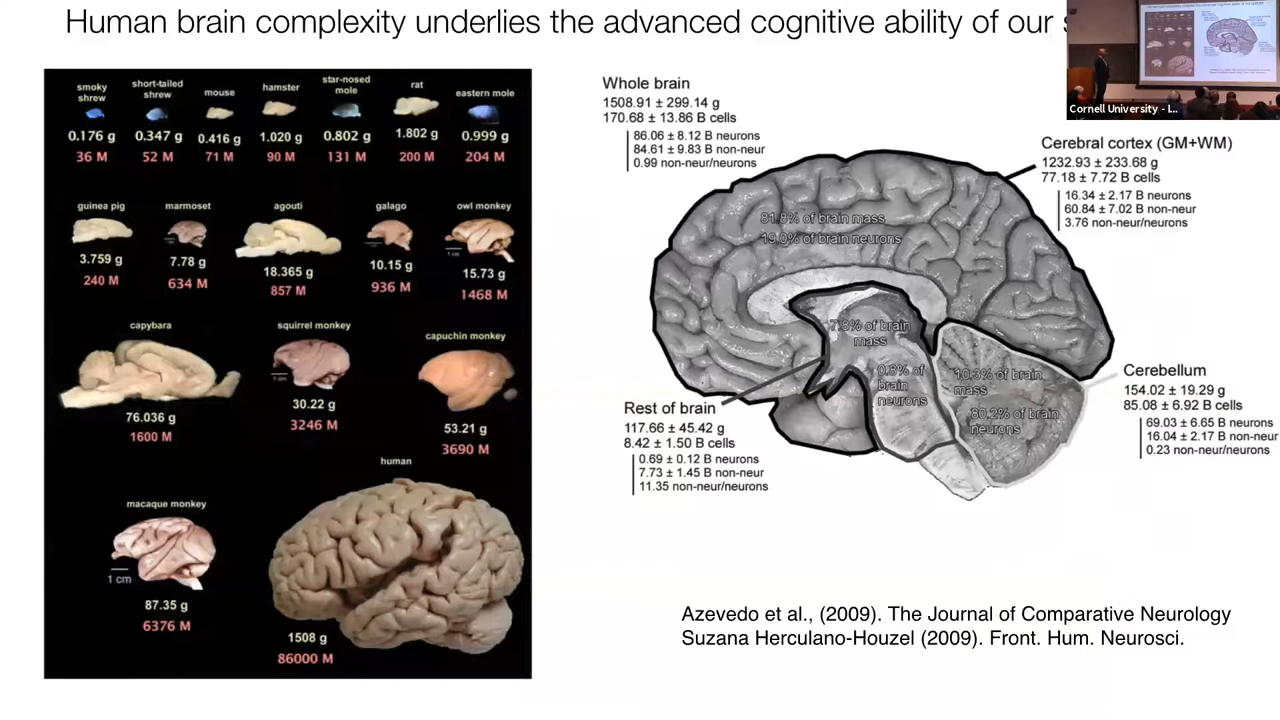 Human brain complexity underlies the advanced cognitive ability of our
Cornell University - I...
smoky shrew
short-tailed shrew
mouse
hamster
star-nosed mole
rat
eastern mole
0.176 g
0.347 g
0.416 g
1.020 g
0.802 g
1.802 g
0.999 g
36 M
52 M
71 M
90 M
131 M
200 M
204 M
guinea pig
marmoset
agouti
galago
owl monkey
3.759 g
7.78 g
18.365 g
10.15 g
15.73 g
240 M
634 M
857 M
936 M
1468 M
capybara
squirrel monkey
capuchin monkey
1 cm
76.036 g
30.22 g
53.21 g
1600 M
3246 M
3690 M
macaque monkey
human
1 cm
87.35 g
1508 g
6376 M
86000 M
Whole brain
1508.91 ± 299.14 g
170.68 ± 13.86 B cells
86.06 ± 8.12 B neurons
84.61 ± 9.83 B non-neur
0.99 non-neur/neurons
Cerebral cortex (GM+WM)
1232.93 ± 233.68 g
77.18 ± 7.72 B cells
16.34 ± 2.17 B neurons
60.84 ± 7.02 B non-neur
3.76 non-neur/neurons
81.8% of brain mass
19.0% of brain neurons
7.8% of brain
mass
0.8% of
brain
neurons
10.3% of brain
mass
80.2% of brain
neurons
Rest of brain
117.66 ± 45.42 g
8.42 ± 1.50 B cells
0.69 ± 0.12 B neurons
7.73 ± 1.45 B non-neur
11.35 non-neur/neurons
Cerebellum
154.02 ± 19.29 g
85.08 ± 6.92 B cells
69.03 ± 6.65 B neurons
16.04 ± 2.17 B non-neur
0.23 non-neur/neurons
Azevedo et al., (2009). The Journal of Comparative Neurology
Suzana Herculano-Houzel (2009). Front. Hum. Neurosci.